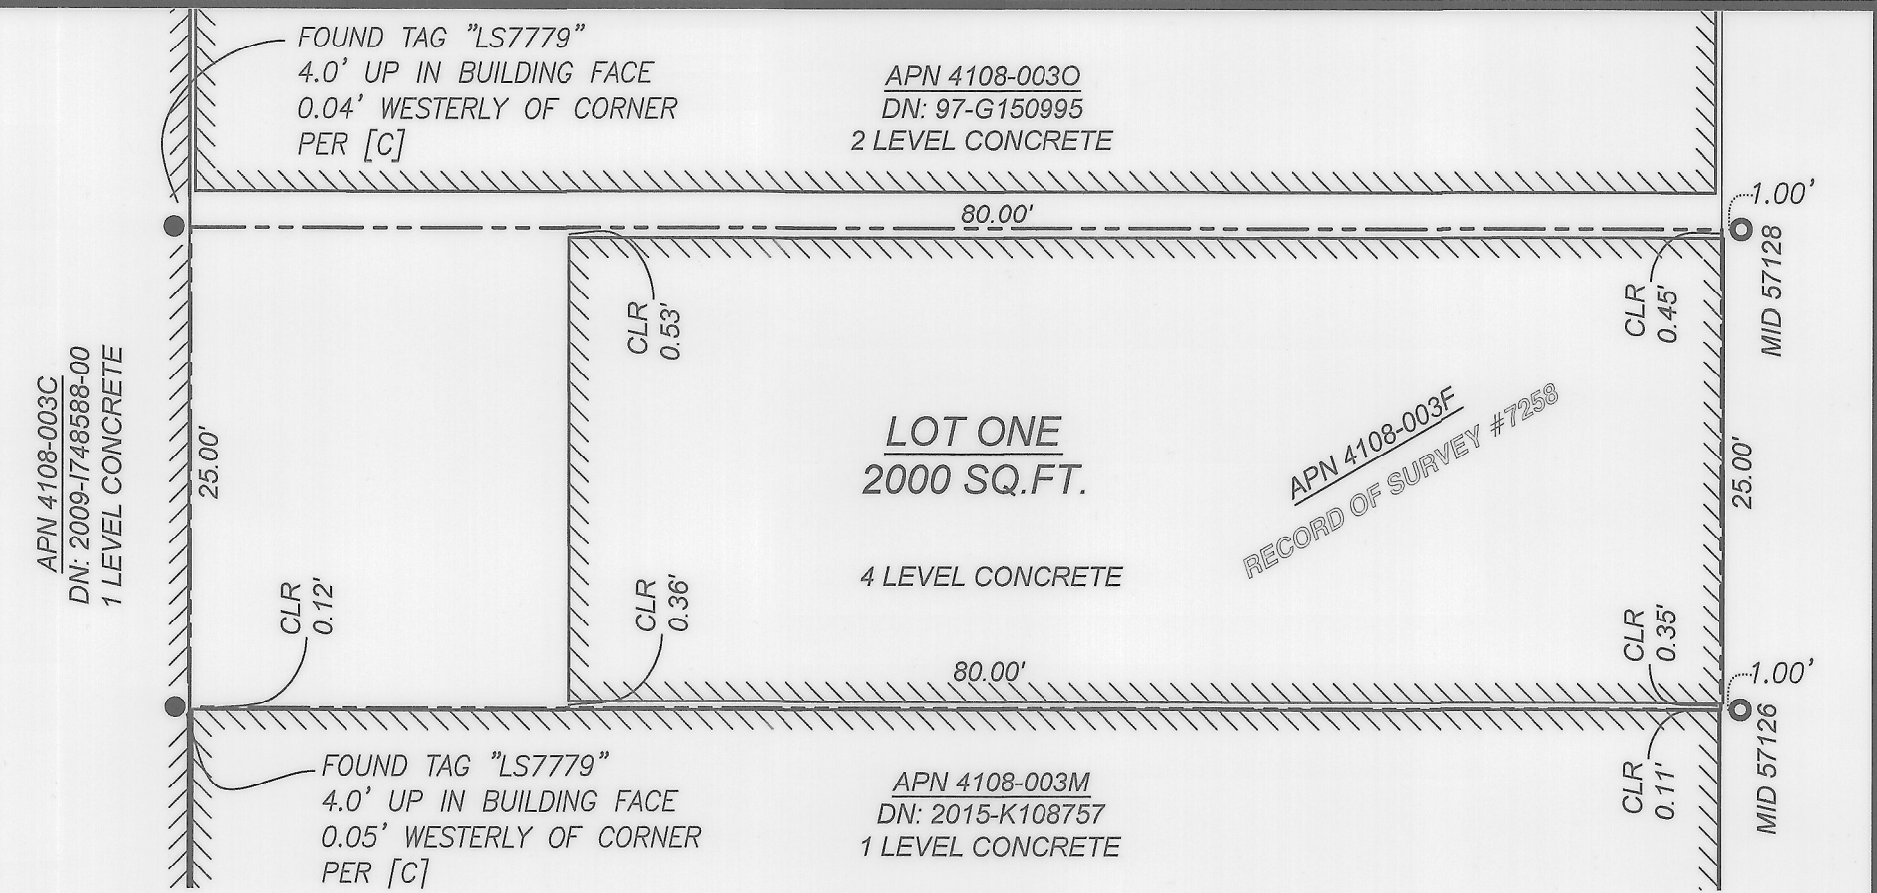 FOUND TAG "LS7779"
4.0' UP IN BUILDING FACE
0.04' WESTERLY OF CORNER
PER [C]
APN 4108-003O
DN: 97-G150995
2 LEVEL CONCRETE
1.00'
80.00'
MID 57128
CLR
0.53'
CLR
0.45'
APN 4108-003C
DN: 2009-I748588-00
1 LEVEL CONCRETE
25.00'
LOT ONE
2000 SQ.FT.
APN 4108-003F
RECORD OF SURVEY #7258
25.00'
4 LEVEL CONCRETE
CLR
0.12'
CLR
0.36'
CLR
0.35'
80.00'
1.00'
MID 57126
CLR
0.11'
FOUND TAG "LS7779"
4.0' UP IN BUILDING FACE
0.05' WESTERLY OF CORNER
PER [C]
APN 4108-003M
DN: 2015-K108757
1 LEVEL CONCRETE